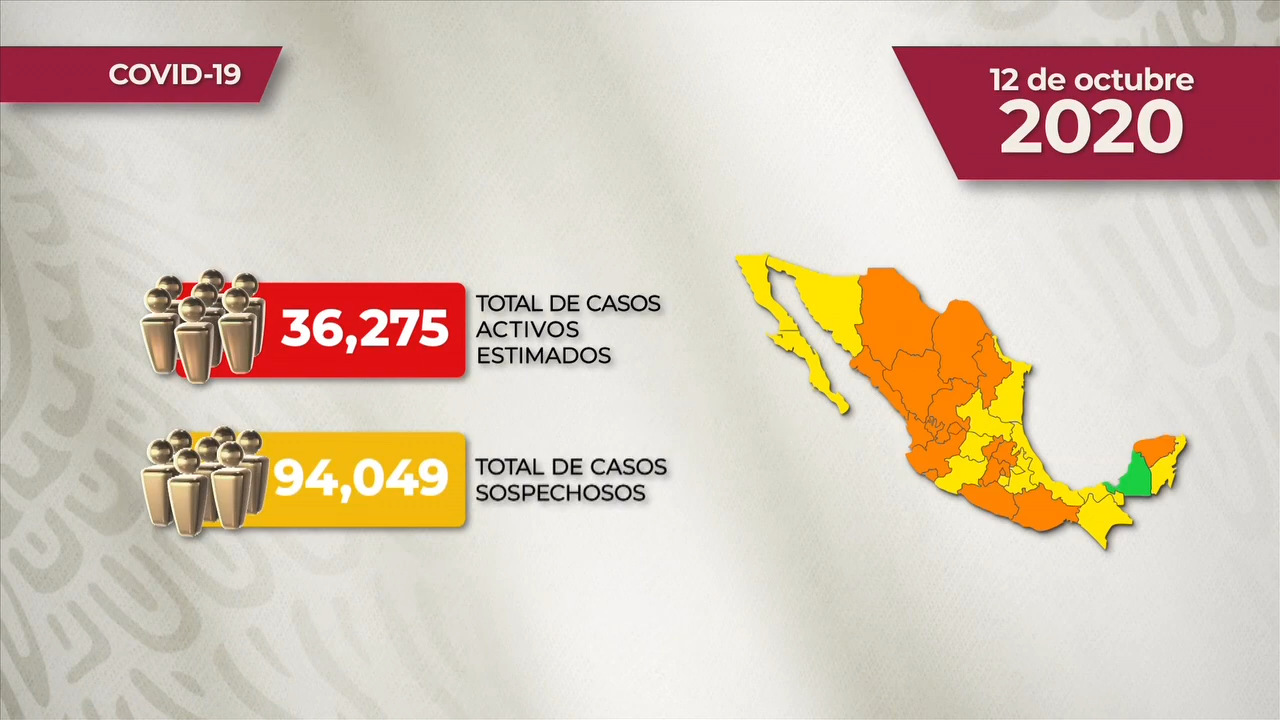 COVID-19
12 de octubre
2020
36,275
TOTAL DE CASOS
ACTIVOS
ESTIMADOS
94,049
TOTAL DE CASOS
SOSPECHOSOS